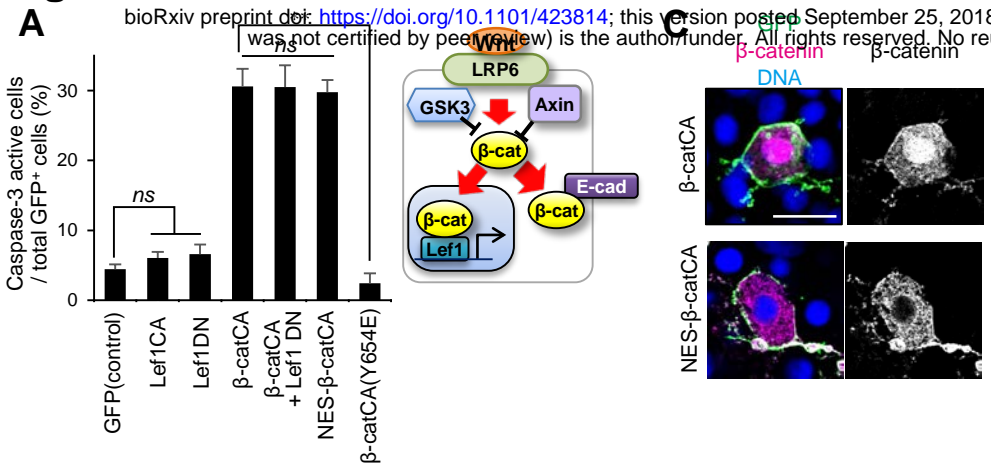 bioRxiv preprint doi: https://doi.org/10.1101/423814; this version posted September 25, 2018
was not certified by peer review) is the author/funder. All rights reserved. No reu
A
Caspase-3 active cells
/ total GFP+ cells (%)
30
20
10
0
ns
ns
GFP(control)
Lef1CA
Lef1DN
β-catCA
β-catCA
+ Lef1 DN
NES-β-catCA
β-catCA(Y654E)
Wnt
LRP6
GSK3
Axin
β-cat
E-cad
β-cat
β-cat
Lef1
C
GFP
β-catenin
DNA
β-catenin
β-catCA
NES-β-catCA